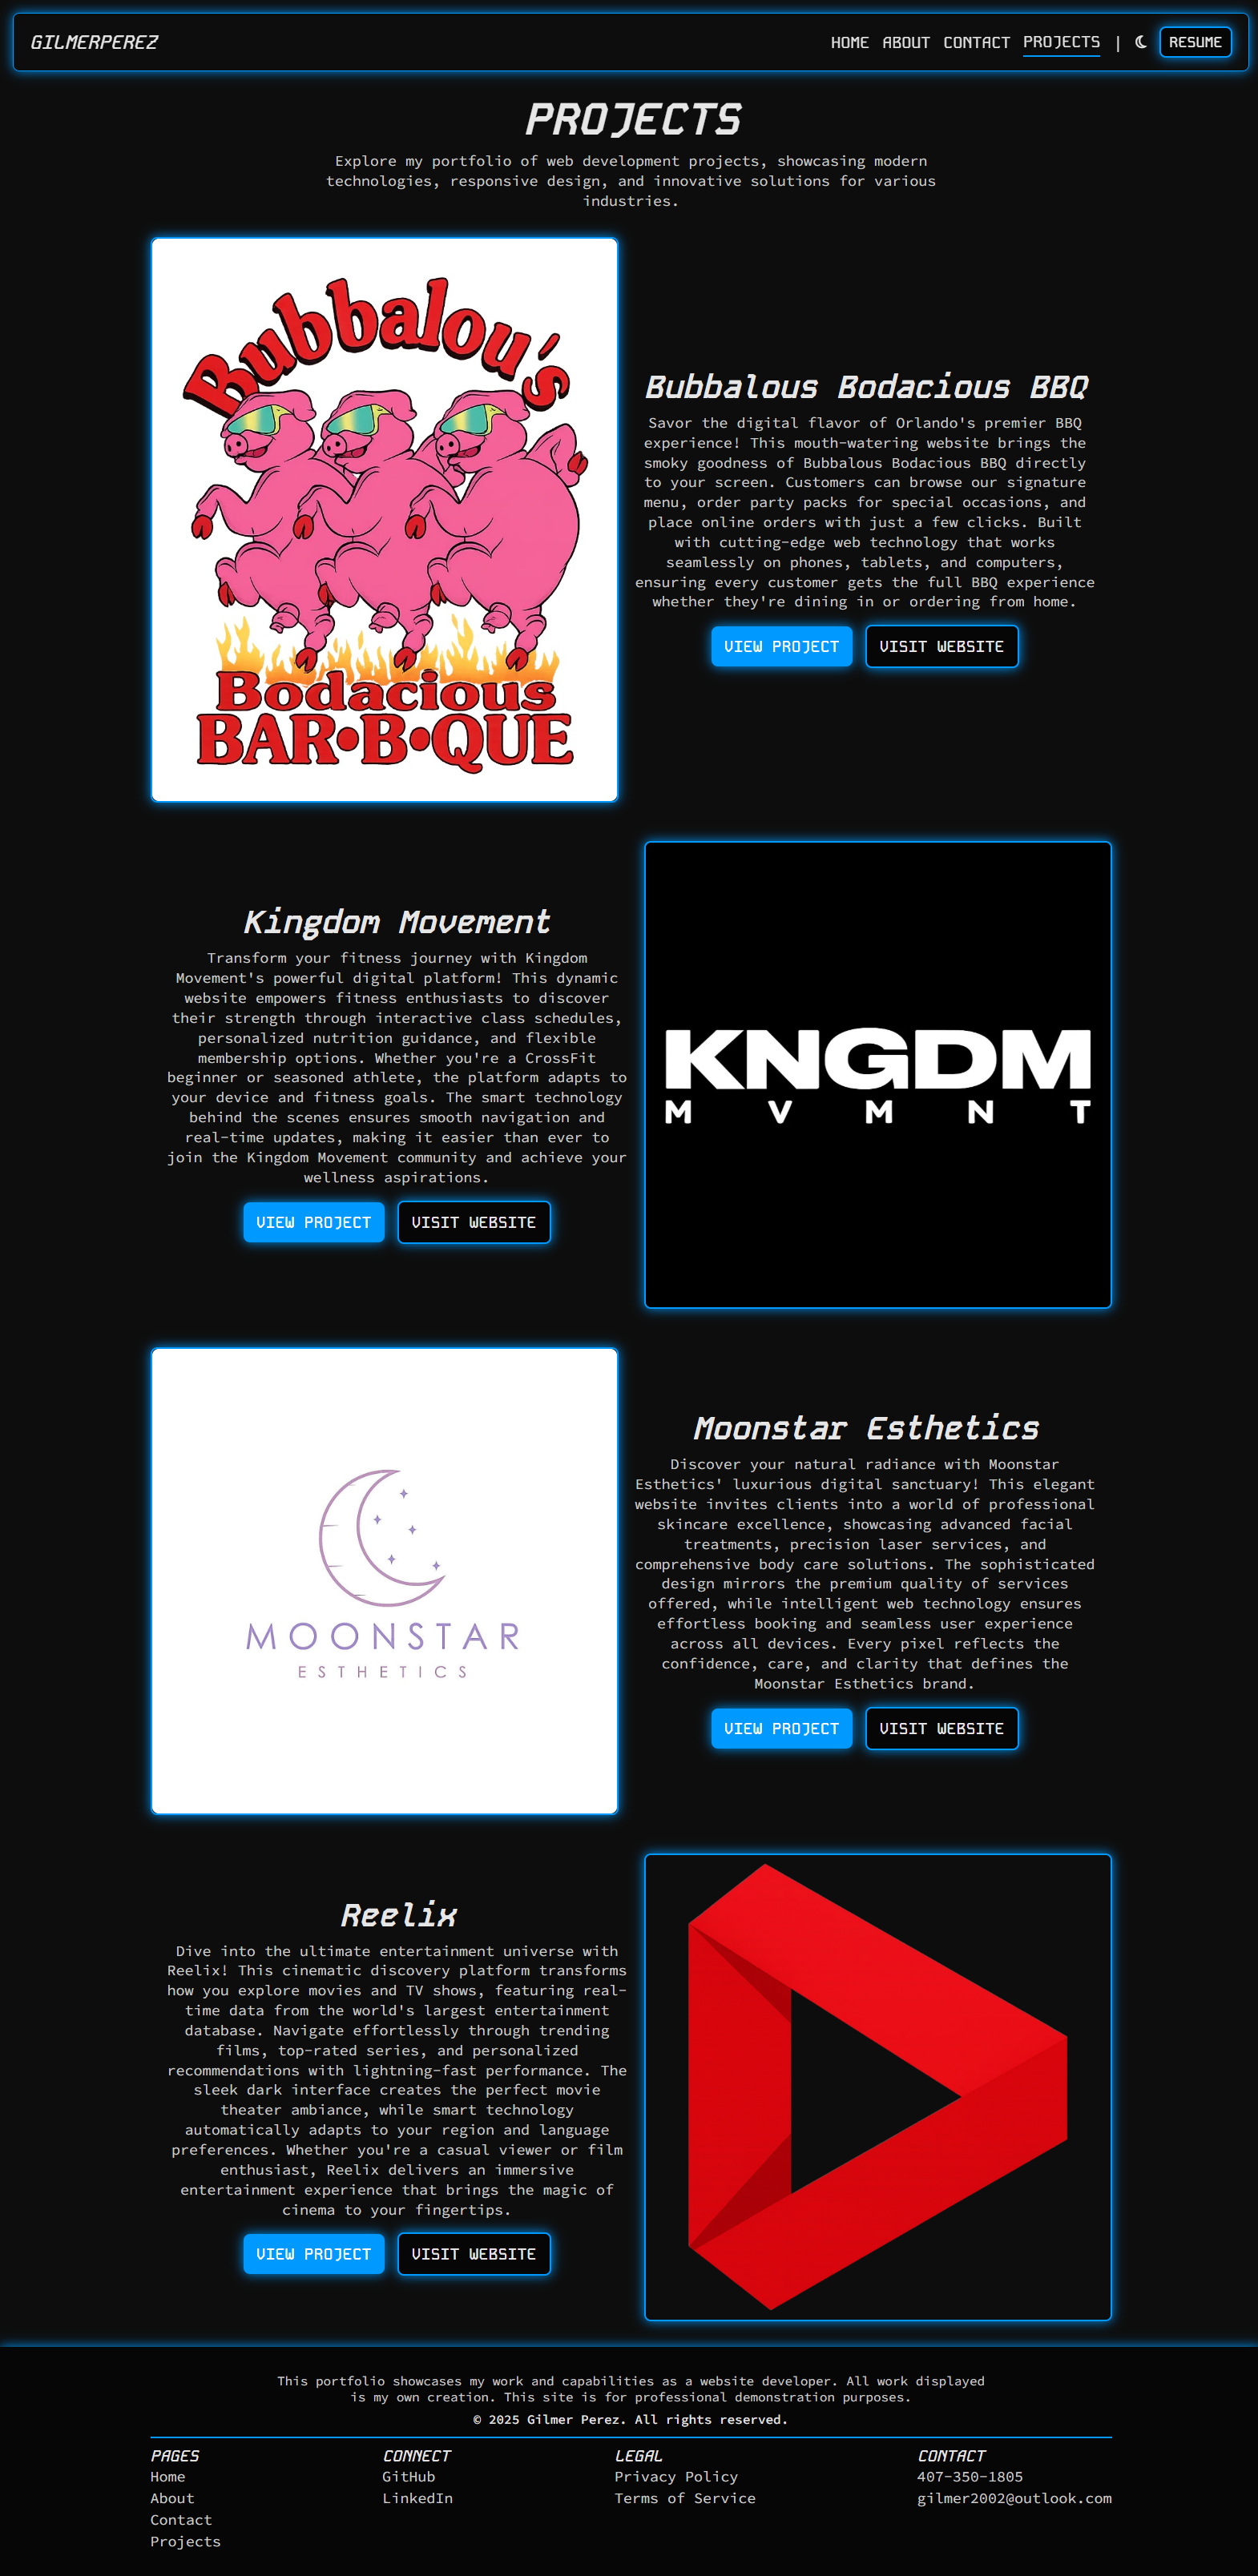 GILMERPEREZ
HOME ABOUT CONTACT PROJECTS | RESUME
PROJECTS
Explore my portfolio of web development projects, showcasing modern
technologies, responsive design, and innovative solutions for various
industries.
Bubbalou's
Bodacious
BAR•B•QUE
Bubbalous Bodacious BBQ
Savor the digital flavor of Orlando's premier BBQ
experience! This mouth-watering website brings the
smoky goodness of Bubbalous Bodacious BBQ directly
to your screen. Customers can browse our signature
menu, order party packs for special occasions, and
place online orders with just a few clicks. Built
with cutting-edge web technology that works
seamlessly on phones, tablets, and computers,
ensuring every customer gets the full BBQ experience
whether they're dining in or ordering from home.
VIEW PROJECT VISIT WEBSITE
Kingdom Movement
Transform your fitness journey with Kingdom
Movement's powerful digital platform! This dynamic
website empowers fitness enthusiasts to discover
their strength through interactive class schedules,
personalized nutrition guidance, and flexible
membership options. Whether you're a CrossFit
beginner or seasoned athlete, the platform adapts to
your device and fitness goals. The smart technology
behind the scenes ensures smooth navigation and
real-time updates, making it easier than ever to
join the Kingdom Movement community and achieve your
wellness aspirations.
VIEW PROJECT VISIT WEBSITE
KNGDM
MVMNT
MOONSTAR
ESTHETICS
Moonstar Esthetics
Discover your natural radiance with Moonstar
Esthetics' luxurious digital sanctuary! This elegant
website invites clients into a world of professional
skincare excellence, showcasing advanced facial
treatments, precision laser services, and
comprehensive body care solutions. The sophisticated
design mirrors the premium quality of services
offered, while intelligent web technology ensures
effortless booking and seamless user experience
across all devices. Every pixel reflects the
confidence, care, and clarity that defines the
Moonstar Esthetics brand.
VIEW PROJECT VISIT WEBSITE
Reelix
Dive into the ultimate entertainment universe with
Reelix! This cinematic discovery platform transforms
how you explore movies and TV shows, featuring real-
time data from the world's largest entertainment
database. Navigate effortlessly through trending
films, top-rated series, and personalized
recommendations with lightning-fast performance. The
sleek dark interface creates the perfect movie
theater ambiance, while smart technology
automatically adapts to your region and language
preferences. Whether you're a casual viewer or film
enthusiast, Reelix delivers an immersive
entertainment experience that brings the magic of
cinema to your fingertips.
VIEW PROJECT VISIT WEBSITE
This portfolio showcases my work and capabilities as a website developer. All work displayed
is my own creation. This site is for professional demonstration purposes.
© 2025 Gilmer Perez. All rights reserved.
PAGES
Home
About
Contact
Projects
CONNECT
GitHub
LinkedIn
LEGAL
Privacy Policy
Terms of Service
CONTACT
407-350-1805
gilmer2002@outlook.com